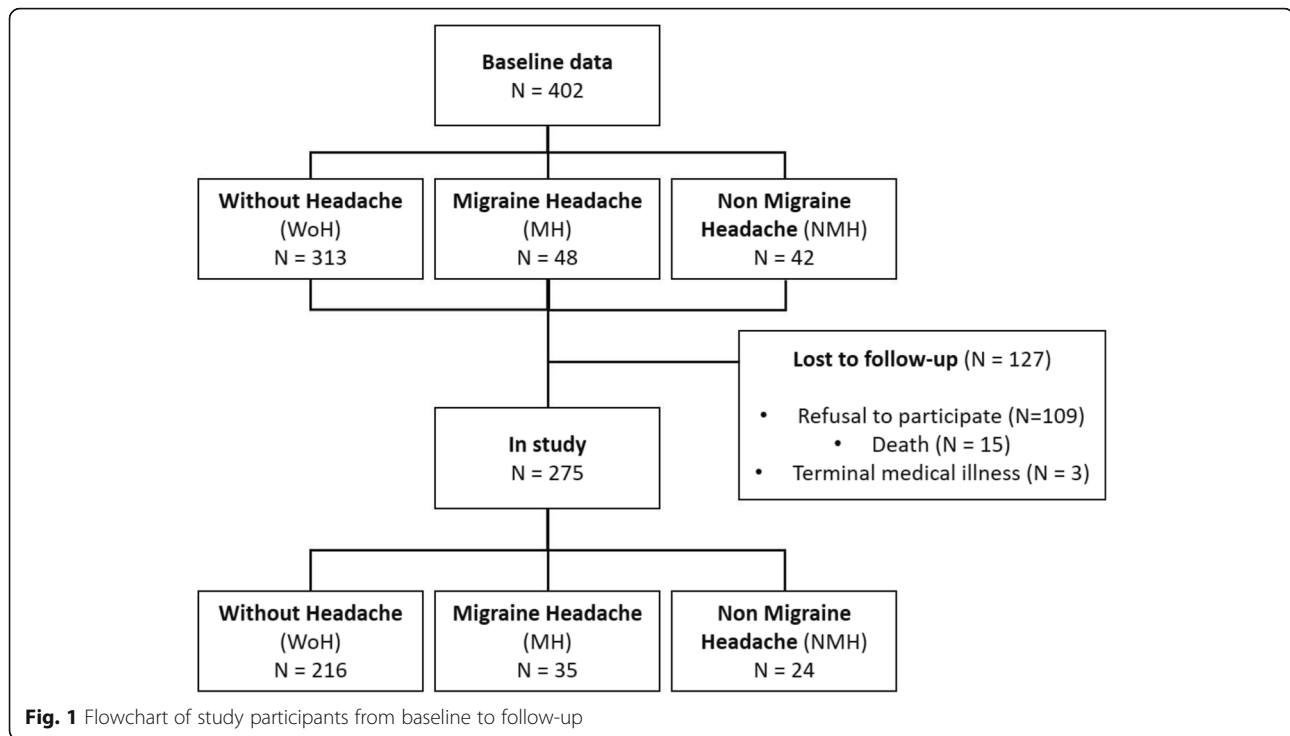 Baseline data
N = 402
Without Headache
(WoH)
N = 313
Migraine Headache
(MH)
N = 48
Non Migraine
Headache (NMH)
N = 42
Lost to follow-up (N = 127)
• Refusal to participate (N=109)
• Death (N = 15)
• Terminal medical illness (N = 3)
In study
N = 275
Without Headache
(WoH)
N = 216
Migraine Headache
(MH)
N = 35
Non Migraine
Headache (NMH)
N = 24
Fig. 1 Flowchart of study participants from baseline to follow-up